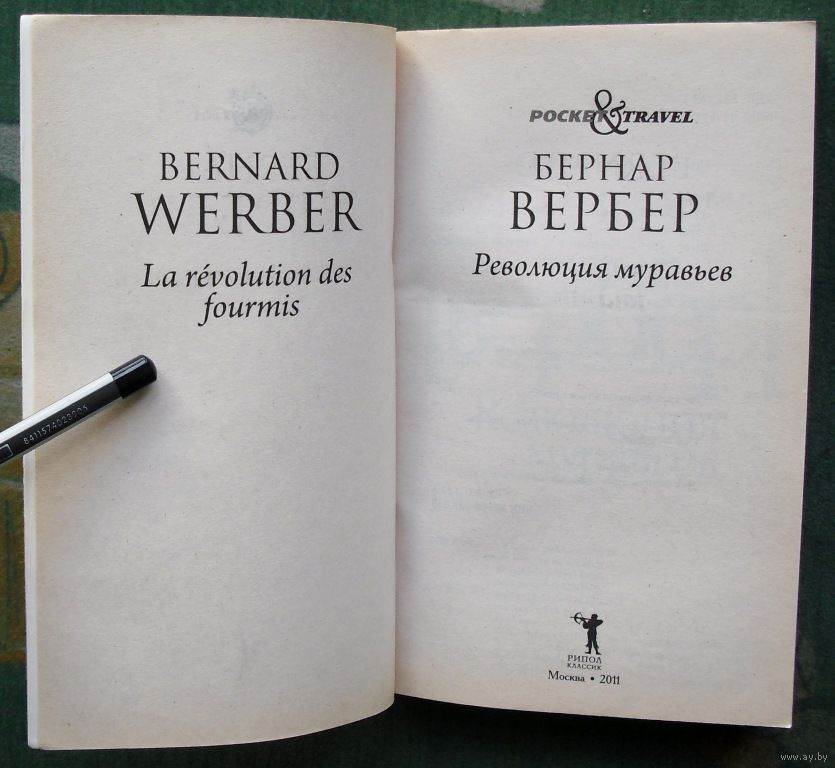 BERNARD
WERBER
La révolution des
fourmis
8411574023906
POCKET & TRAVEL
БЕРНАР
ВЕРБЕР
Революция муравьев
РИПОЛ
КЛАССИК
Москва • 2011
www.ay.by